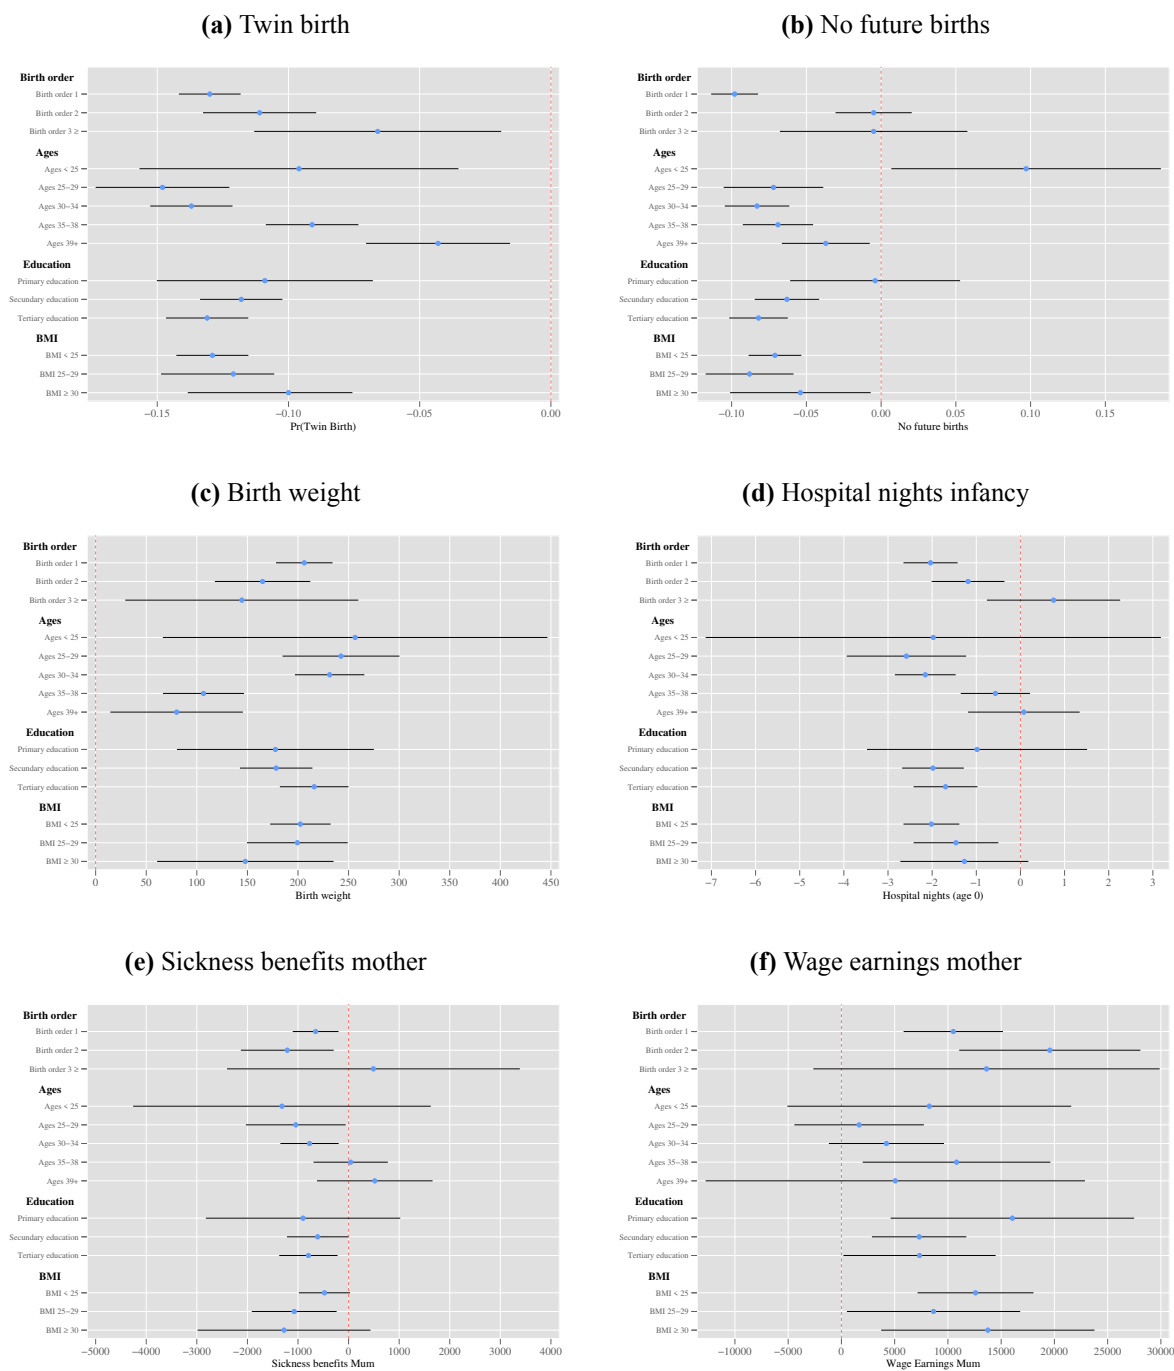 (a) Twin birth
Birth order
Birth order 1
Birth order 2
Birth order 3 ≥
Ages
Ages < 25
Ages 25−29
Ages 30−34
Ages 35−38
Ages 39+
Education
Primary education
Secundary education
Tertiary education
BMI
BMI < 25
BMI 25−29
BMI ≥ 30
−0.15 −0.10 −0.05 0.00
Pr(Twin Birth)
(b) No future births
Birth order
Birth order 1
Birth order 2
Birth order 3 ≥
Ages
Ages < 25
Ages 25−29
Ages 30−34
Ages 35−38
Ages 39+
Education
Primary education
Secundary education
Tertiary education
BMI
BMI < 25
BMI 25−29
BMI ≥ 30
−0.10 −0.05 0.00 0.05 0.10 0.15
No future births
(c) Birth weight
Birth order
Birth order 1
Birth order 2
Birth order 3 ≥
Ages
Ages < 25
Ages 25−29
Ages 30−34
Ages 35−38
Ages 39+
Education
Primary education
Secundary education
Tertiary education
BMI
BMI < 25
BMI 25−29
BMI ≥ 30
0 50 100 150 200 250 300 350 400 450
Birth weight
(d) Hospital nights infancy
Birth order
Birth order 1
Birth order 2
Birth order 3 ≥
Ages
Ages < 25
Ages 25−29
Ages 30−34
Ages 35−38
Ages 39+
Education
Primary education
Secundary education
Tertiary education
BMI
BMI < 25
BMI 25−29
BMI ≥ 30
−7 −6 −5 −4 −3 −2 −1 0 1 2 3
Hospital nights (age 0)
(e) Sickness benefits mother
Birth order
Birth order 1
Birth order 2
Birth order 3 ≥
Ages
Ages < 25
Ages 25−29
Ages 30−34
Ages 35−38
Ages 39+
Education
Primary education
Secundary education
Tertiary education
BMI
BMI < 25
BMI 25−29
BMI ≥ 30
−5000 −4000 −3000 −2000 −1000 0 1000 2000 3000 4000
Sickness benefits Mum
(f) Wage earnings mother
Birth order
Birth order 1
Birth order 2
Birth order 3 ≥
Ages
Ages < 25
Ages 25−29
Ages 30−34
Ages 35−38
Ages 39+
Education
Primary education
Secundary education
Tertiary education
BMI
BMI < 25
BMI 25−29
BMI ≥ 30
−10000 −5000 0 5000 10000 15000 20000 25000 30000
Wage Earnings Mum